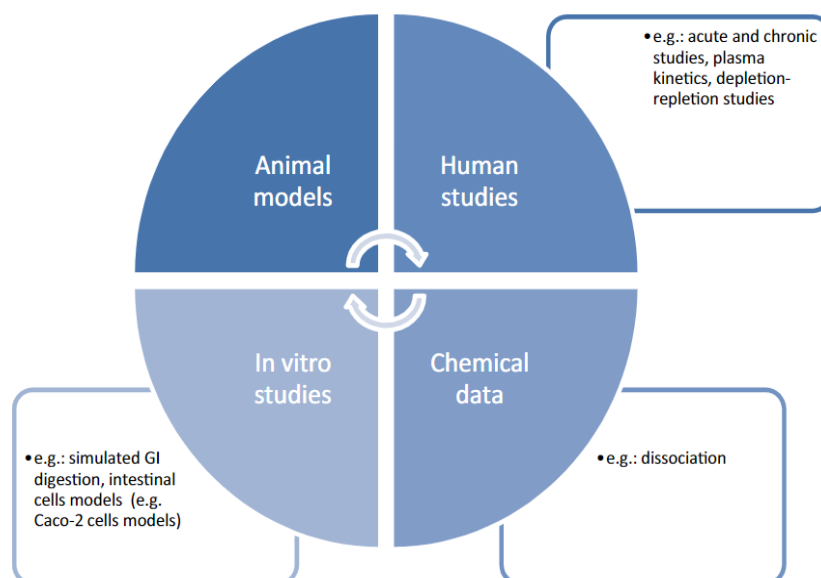 •e.g.: acute and chronic
studies, plasma
kinetics, depletion-
repletion studies
Animal
models
Human
studies
In vitro
studies
Chemical
data
•e.g.: simulated GI
digestion, intestinal
cells models (e.g.
Caco-2 cells models)
•e.g.: dissociation